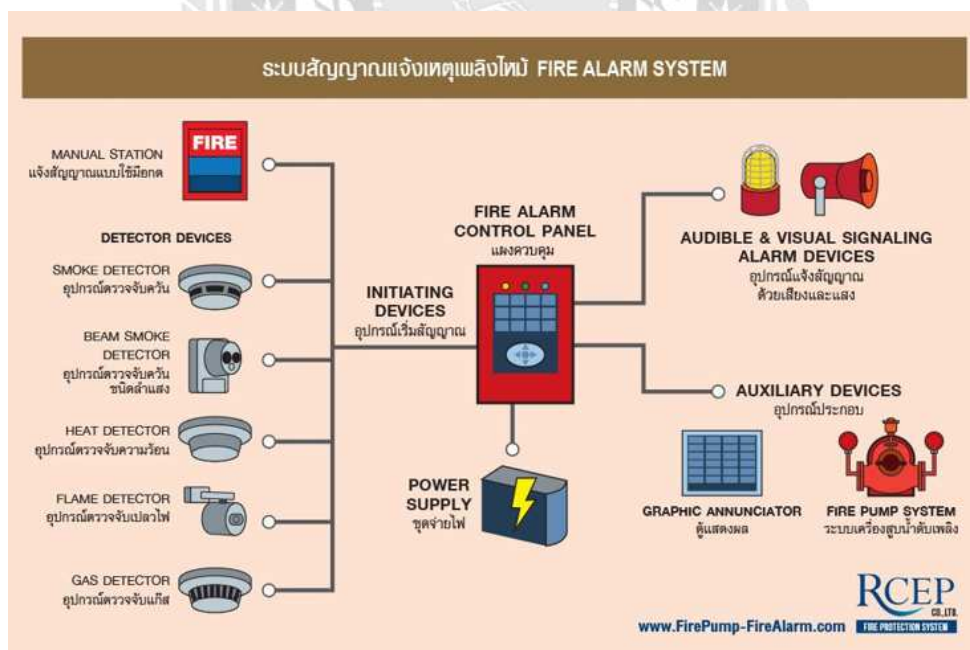 ระบบสัญญาณแจ้งเหตุเพลิงไหม้ FIRE ALARM SYSTEM
FIRE
MANUAL STATION
แจ้งสัญญาณแบบใช้มือกด
DETECTOR DEVICES
SMOKE DETECTOR
อุปกรณ์ตรวจจับควัน
BEAM SMOKE
DETECTOR
อุปกรณ์ตรวจจับควัน
ชนิดลำแสง
HEAT DETECTOR
อุปกรณ์ตรวจจับความร้อน
FLAME DETECTOR
อุปกรณ์ตรวจจับเปลวไฟ
GAS DETECTOR
อุปกรณ์ตรวจจับแก๊ส
INITIATING
DEVICES
อุปกรณ์เริ่มสัญญาณ
FIRE ALARM
CONTROL PANEL
แผงควบคุม
POWER
SUPPLY
ชุดจ่ายไฟ
AUDIBLE & VISUAL SIGNALING
ALARM DEVICES
อุปกรณ์แจ้งสัญญาณ
ด้วยเสียงและแสง
AUXILIARY DEVICES
อุปกรณ์ประกอบ
GRAPHIC ANNUNCIATOR
ตู้แสดงผล
FIRE PUMP SYSTEM
ระบบเครื่องสูบน้ำดับเพลิง
RCEP
CO.,LTD.
www.FirePump-FireAlarm.com
FIRE PROTECTION SYSTEM